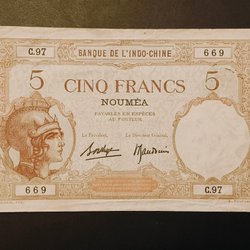 C.97 BANQUE DE L'INDO-CHINE 669
5 CINQ FRANCS 5
NOUMÉA
PAYABLES EN ESPÈCES
AU PORTEUR
Le Président, Le Directeur Général,
669 C.97